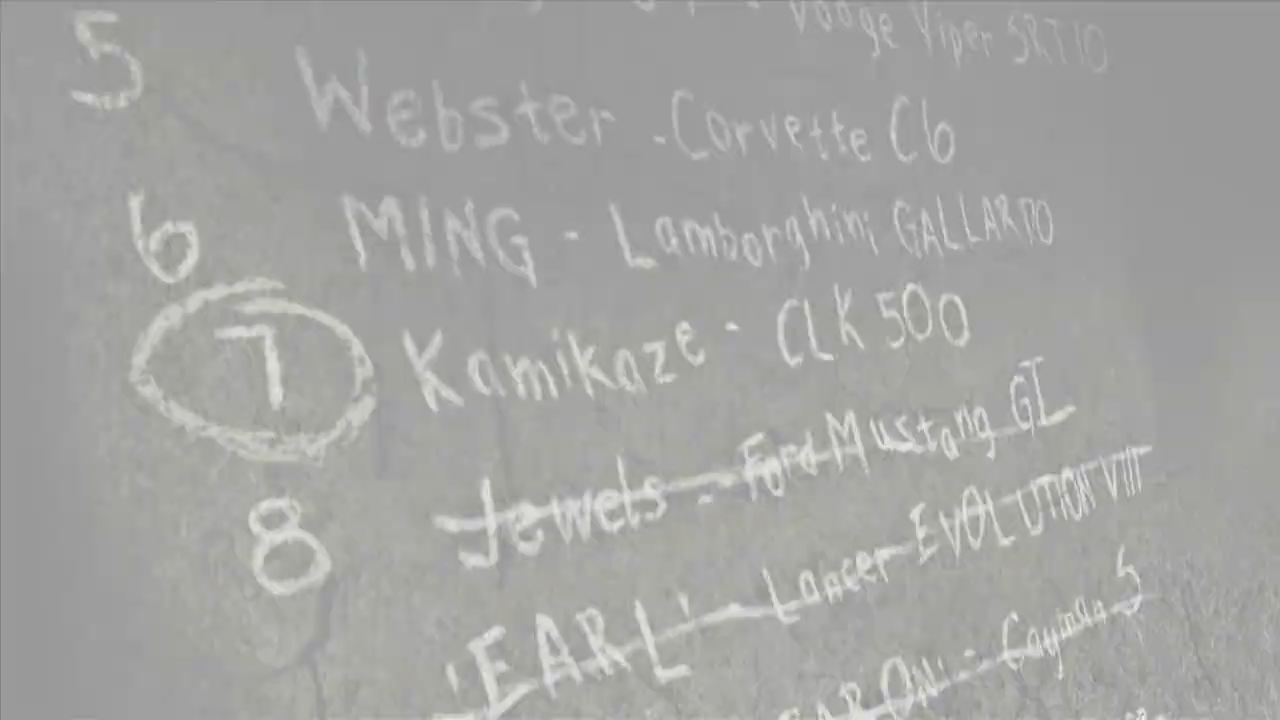 Dodge Viper SRT10
5 Webster - Corvette C6
6 MING - Lamborghini GALLARDO
7 Kamikaze - CLK 500
Jewels - Ford Mustang GT
8 'EARL' - Lancer EVOLUTION VIII
- Cayman S